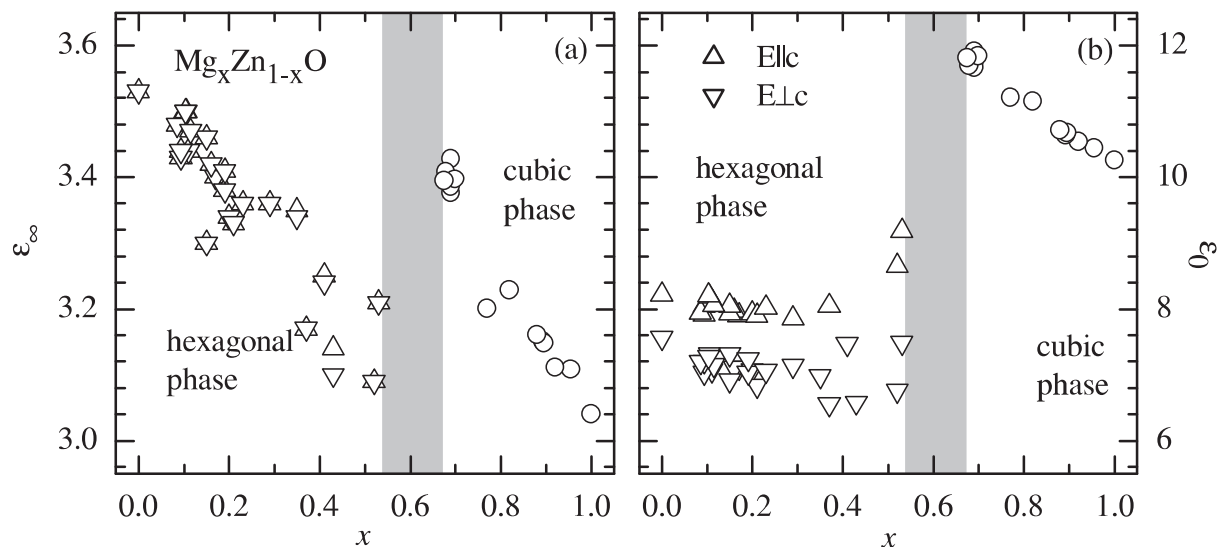 3.6
3.4
3.2
3.0
ε∞
MgxZn1-xO
(a)
cubic
phase
hexagonal
phase
0.0 0.2 0.4 0.6 0.8 1.0
x
(b)
E||c
E⊥c
hexagonal
phase
cubic
phase
12
10
8
6
ε0
0.0 0.2 0.4 0.6 0.8 1.0
x